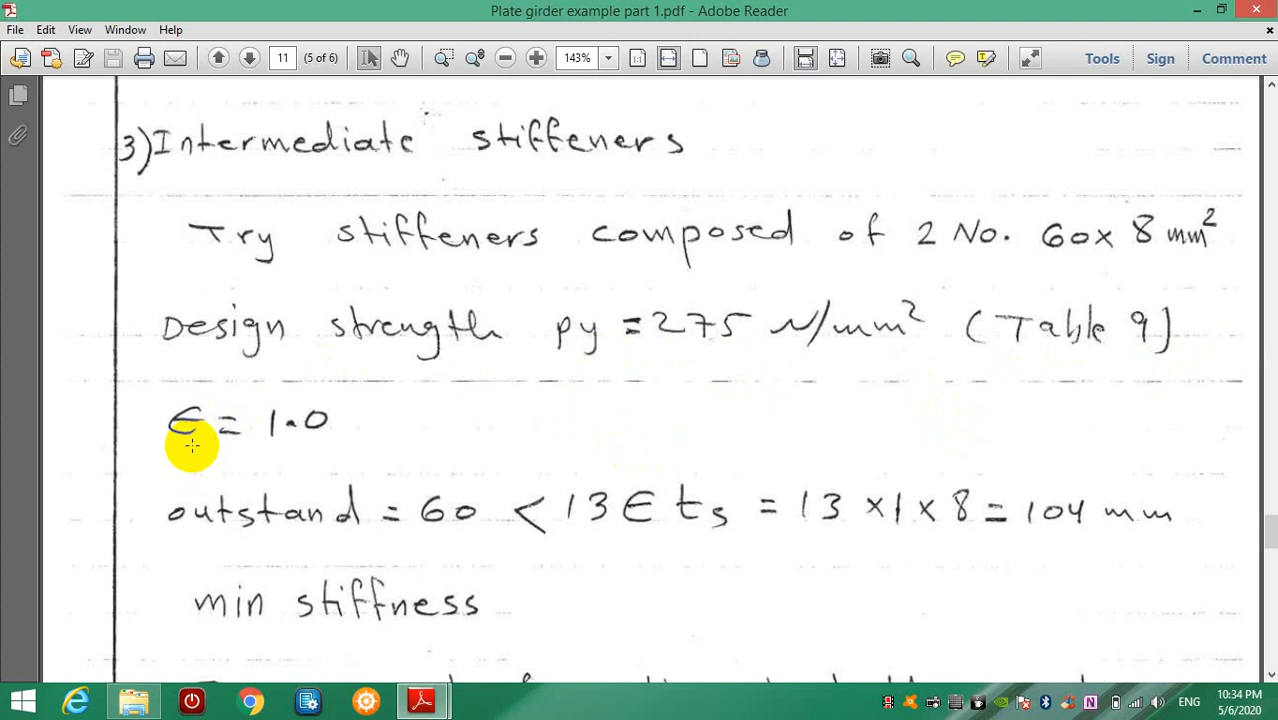 Plate girder example part 1.pdf - Adobe Reader
File Edit View Window Help
11 (5 of 6) 143% Tools Sign Comment
3) Intermediate stiffeners
Try stiffeners composed of 2 No. 60x 8 mm²
Design strength py = 275 N/mm² (Table 9)
ϵ = 1.0
outstand = 60 < 13 ϵ ts = 13 x 1 x 8 = 104 mm
min stiffness
ENG
10:34 PM
5/6/2020